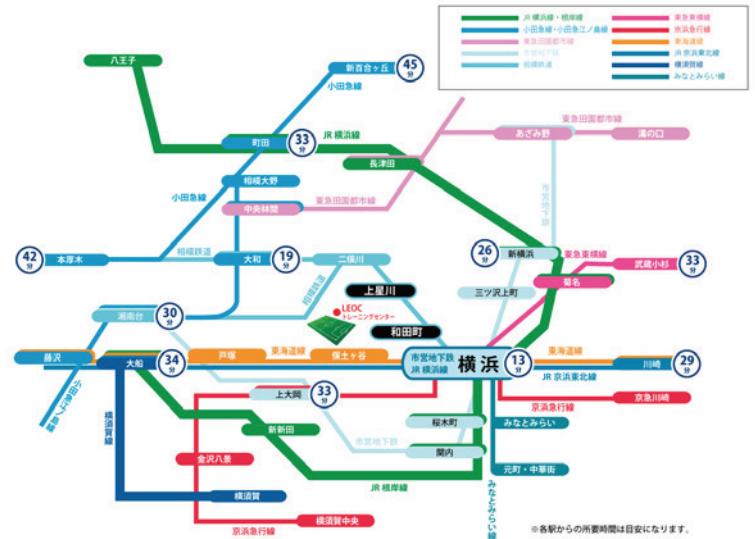 JR 横浜線・根岸線
小田急線・小田急江ノ島線
東急田園都市線
市営地下鉄
相模鉄道
東急東横線
京浜急行線
東海道線
JR 京浜東北線
横須賀線
みなとみらい線
八王子
新百合ヶ丘
45分
小田急線
町田
33分
JR 横浜線
東急田園都市線
あざみ野
溝の口
長津田
相模大野
小田急線
中央林間
東急田園都市線
市営地下鉄
42分
本厚木
相模鉄道
大和
19分
二俣川
26分
新横浜
東急東横線
武蔵小杉
33分
菊名
上星川
三ツ沢上町
相模鉄道
湘南台
30分
LEOC
トレーニングセンター
和田町
藤沢
大船
34分
戸塚
東海道線
保土ヶ谷
市営地下鉄
JR 横浜線
横浜
13分
東海道線
川崎
29分
JR 京浜東北線
小田急江ノ島線
横須賀線
上大岡
33分
京浜急行線
京急川崎
新新田
桜木町
みなとみらい
市営地下鉄
関内
金沢八景
元町・中華街
横須賀
JR 根岸線
みなとみらい線
京浜急行線
横須賀中央
※各駅からの所要時間は目安になります。